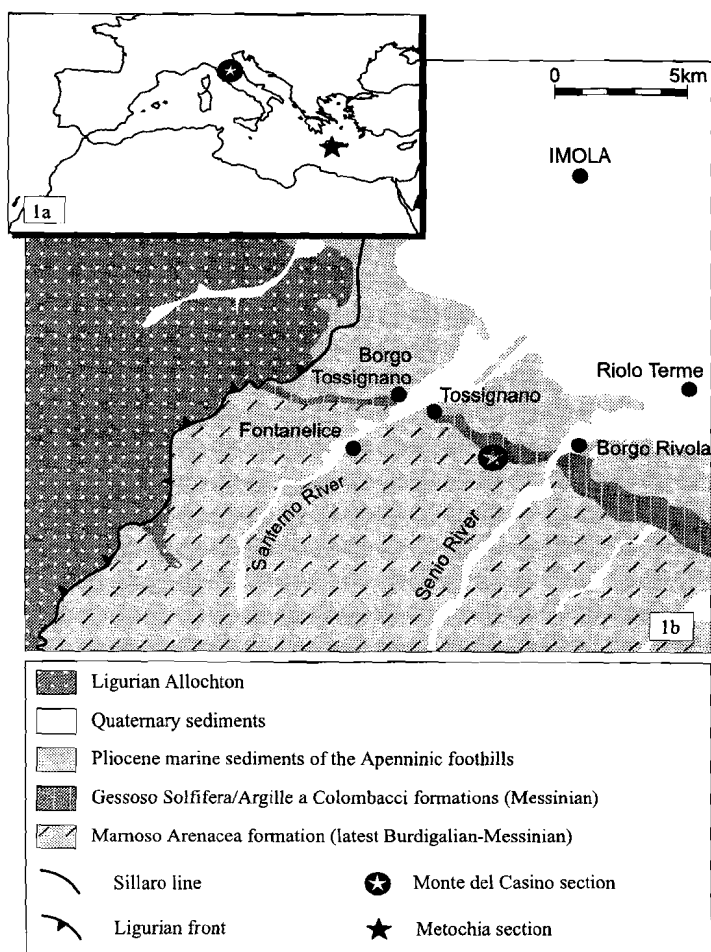 1a
0 5km
IMOLA
Borgo
Tossignano
Tossignano
Riolo Terme
Fontanelice
Borgo Rivola
Santerno River
Senio River
1b
Ligurian Allochton
Quaternary sediments
Pliocene marine sediments of the Apenninic foothills
Gessoso Solfifera/Argille a Colombacci formations (Messinian)
Marnoso Arenacea formation (latest Burdigalian-Messinian)
Sillaro line
Monte del Casino section
Ligurian front
Metochia section